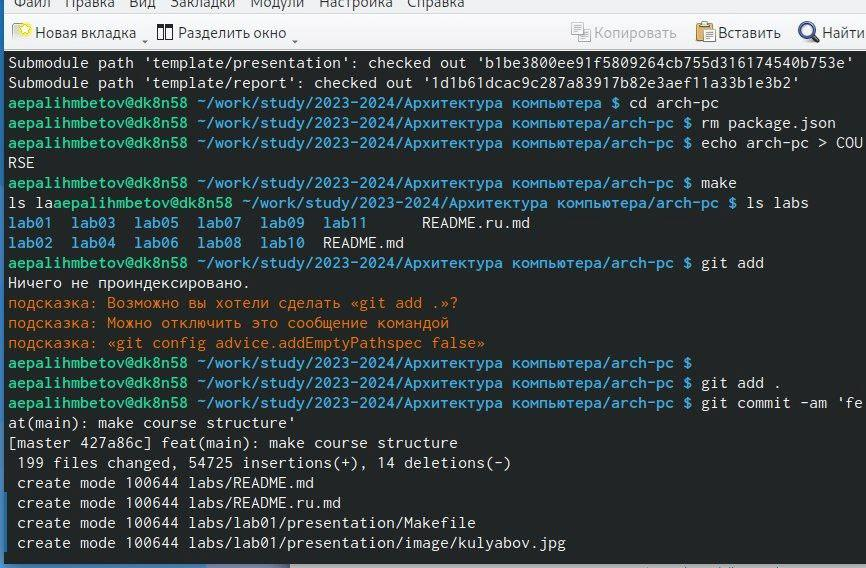 Файл Правка Вид Закладки Модули Настройка Справка
Новая вкладка Разделить окно Копировать Вставить Найти
Submodule path 'template/presentation': checked out 'b1be3800ee91f5809264cb755d316174540b753e'
Submodule path 'template/report': checked out '1d1b61dcac9c287a83917b82e3aef11a33b1e3b2'
aepalihmbetov@dk8n58 ~/work/study/2023-2024/Архитектура компьютера $ cd arch-pc
aepalihmbetov@dk8n58 ~/work/study/2023-2024/Архитектура компьютера/arch-pc $ rm package.json
aepalihmbetov@dk8n58 ~/work/study/2023-2024/Архитектура компьютера/arch-pc $ echo arch-pc > COU
RSE
aepalihmbetov@dk8n58 ~/work/study/2023-2024/Архитектура компьютера/arch-pc $ make
ls laaepalihmbetov@dk8n58 ~/work/study/2023-2024/Архитектура компьютера/arch-pc $ ls labs
lab01 lab03 lab05 lab07 lab09 lab11 README.ru.md
lab02 lab04 lab06 lab08 lab10 README.md
aepalihmbetov@dk8n58 ~/work/study/2023-2024/Архитектура компьютера/arch-pc $ git add
Ничего не проиндексировано.
подсказка: Возможно вы хотели сделать «git add .»?
подсказка: Можно отключить это сообщение командой
подсказка: «git config advice.addEmptyPathspec false»
aepalihmbetov@dk8n58 ~/work/study/2023-2024/Архитектура компьютера/arch-pc $
aepalihmbetov@dk8n58 ~/work/study/2023-2024/Архитектура компьютера/arch-pc $ git add .
aepalihmbetov@dk8n58 ~/work/study/2023-2024/Архитектура компьютера/arch-pc $ git commit -am 'fe
at(main): make course structure'
[master 427a86c] feat(main): make course structure
199 files changed, 54725 insertions(+), 14 deletions(-)
create mode 100644 labs/README.md
create mode 100644 labs/README.ru.md
create mode 100644 labs/lab01/presentation/Makefile
create mode 100644 labs/lab01/presentation/image/kulyabov.jpg